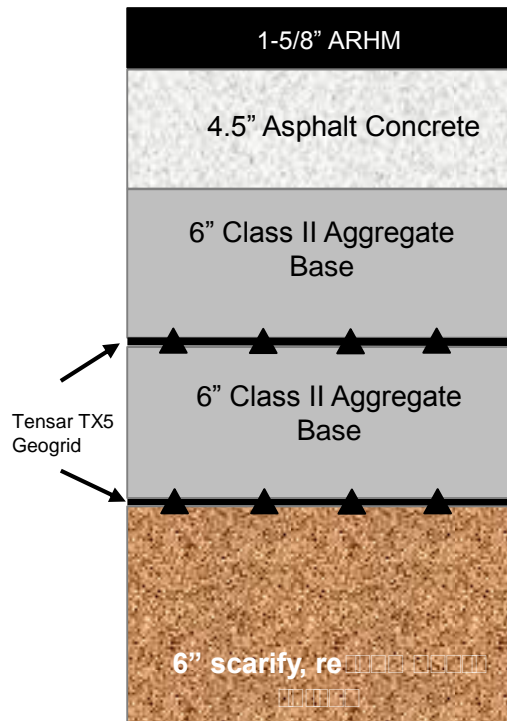 1-5/8” ARHM
4.5” Asphalt Concrete
6” Class II Aggregate
Base
6” Class II Aggregate
Base
Tensar TX5
Geogrid
6” scarify,